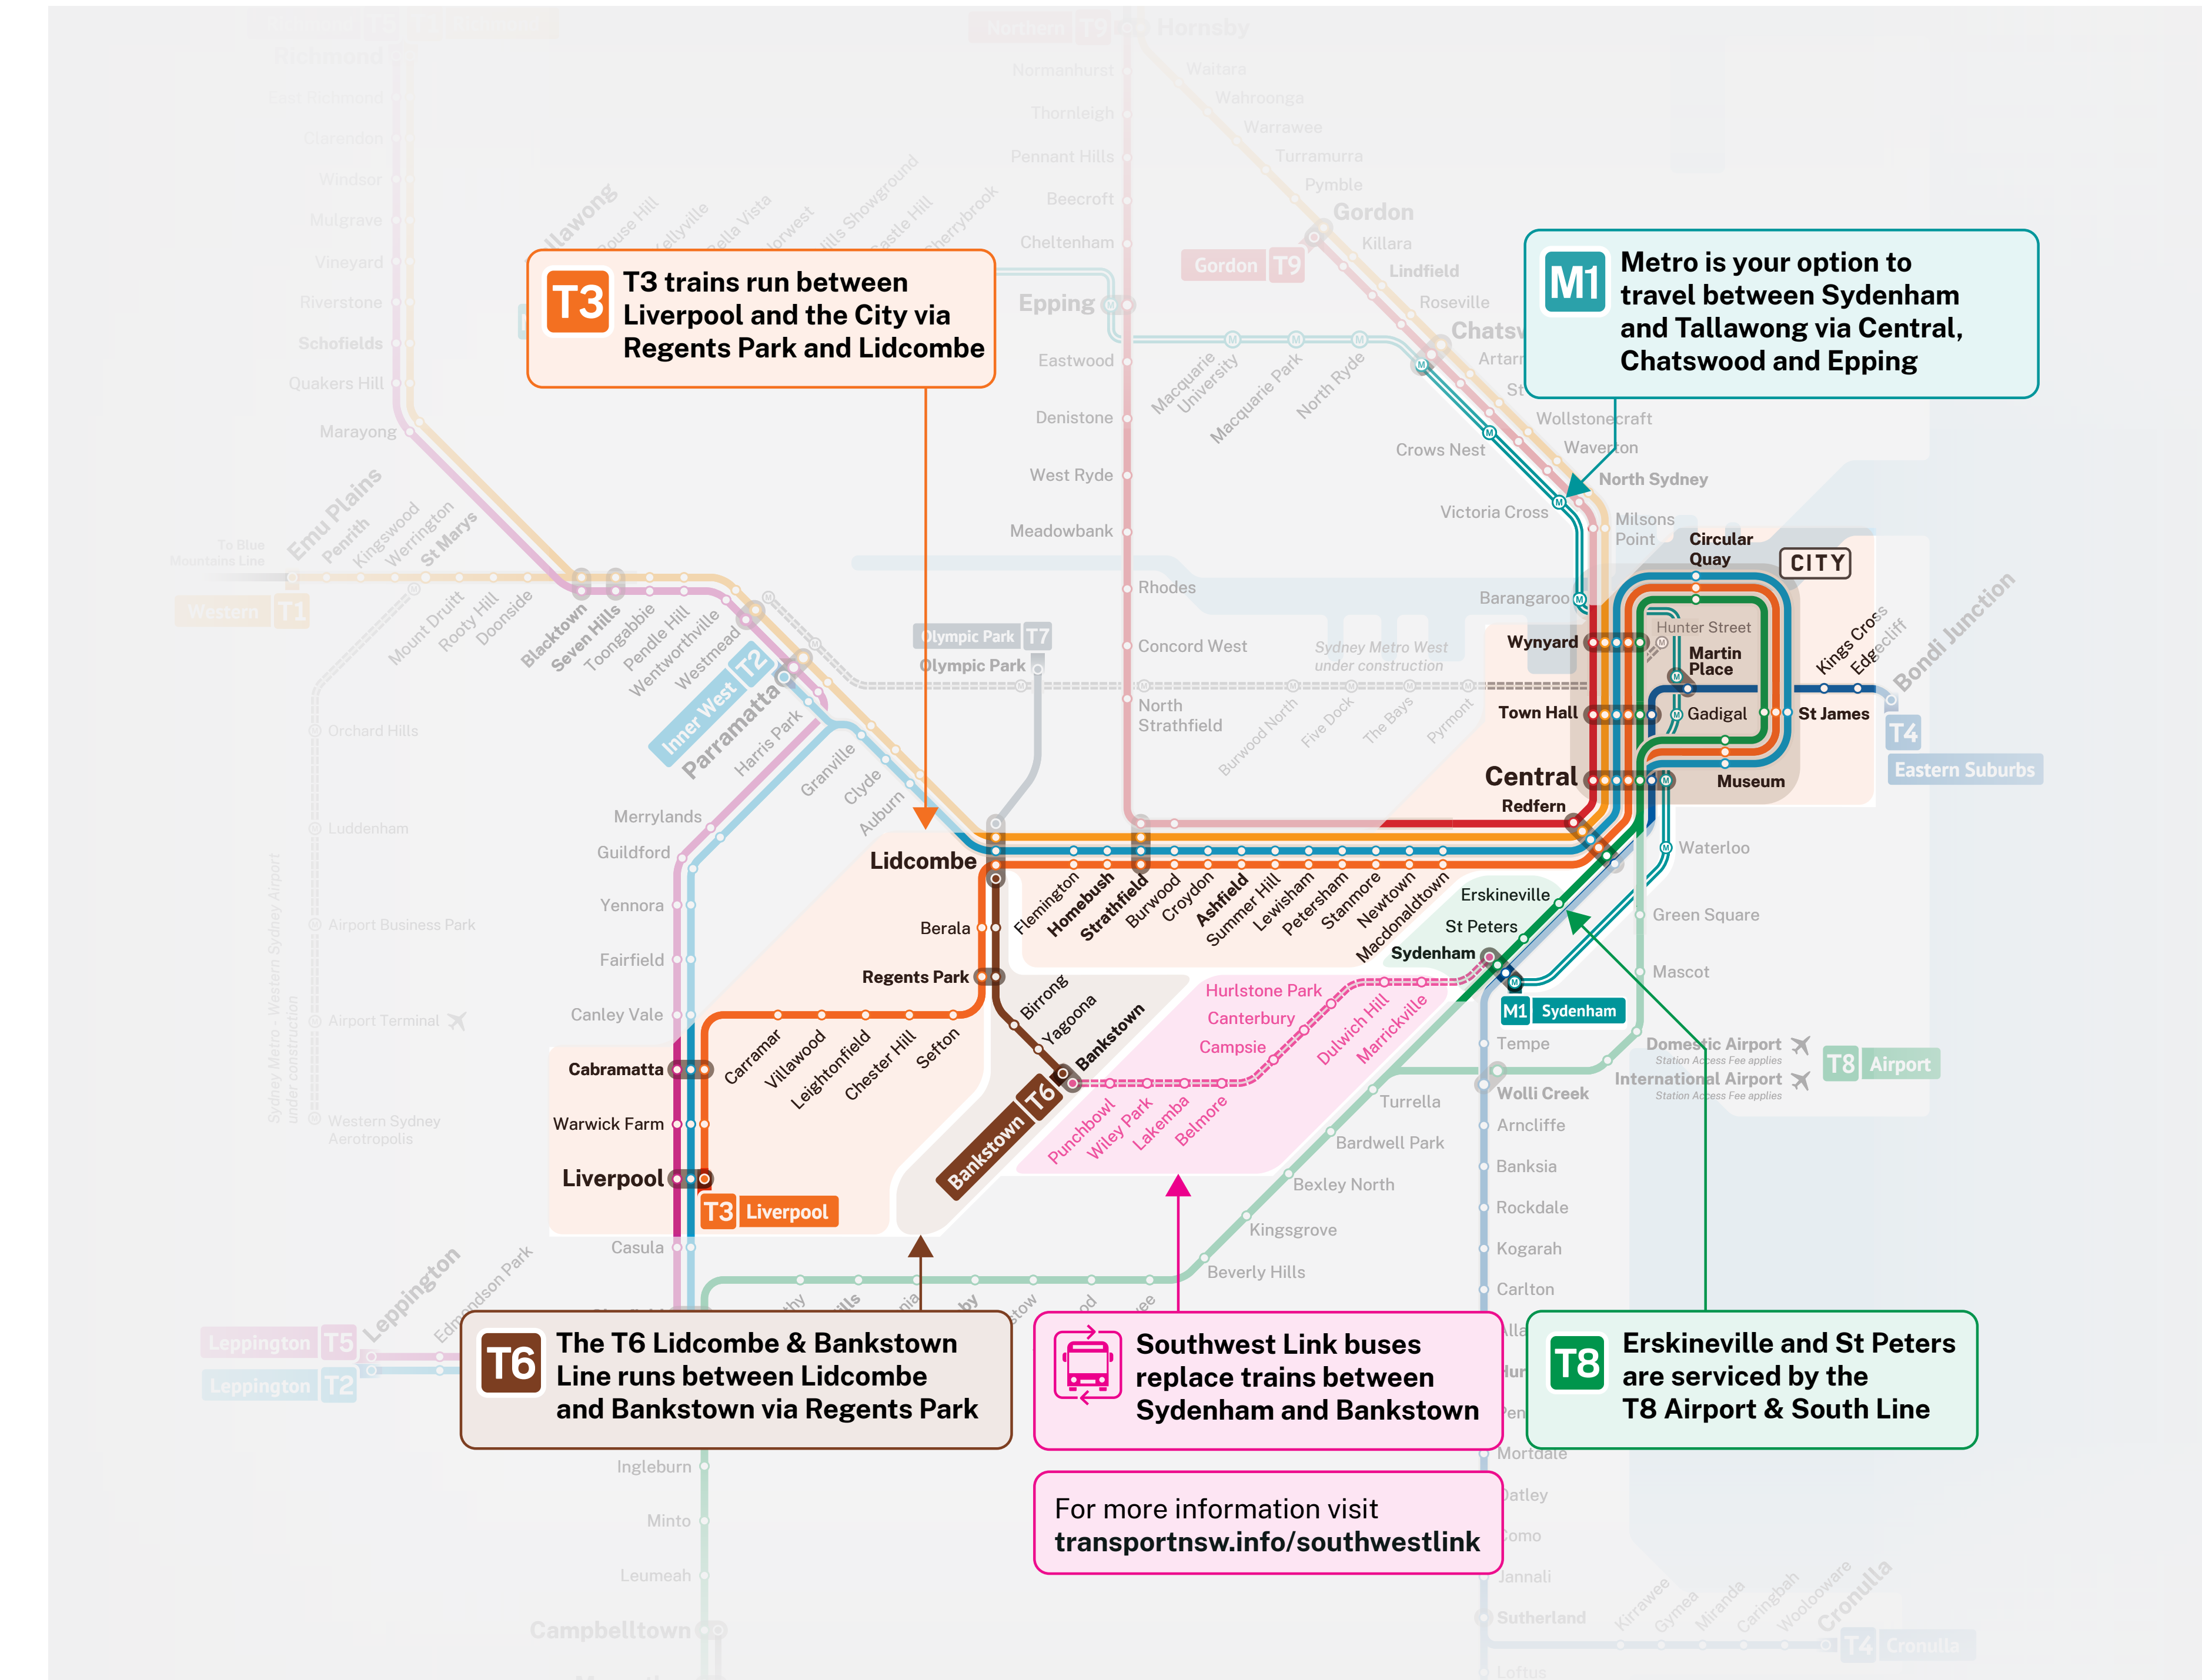 Northern T9
Hornsby
Richmond
East Richmond
Clarendon
Windsor
Mulgrave
Vineyard
Riverstone
Schofields
Quakers Hill
Marayong
Normanhurst
Thornleigh
Pennant Hills
Beecroft
Cheltenham
Epping
Eastwood
Denistone
West Ryde
Meadowbank
Rhodes
Concord West
North
Strathfield
Waitara
Wahroonga
Warrawee
Turramurra
Pymble
Gordon
Killara
Lindfield
Roseville
Gordon T9
Wollstonecraft
Waverton
North Sydney
Milsons
Point
Macquarie
University
Macquarie Park
North Ryde
Crows Nest
Victoria Cross
Barangaroo
T3
T3 trains run between
Liverpool and the City via
Regents Park and Lidcombe
M1
Metro is your option to
travel between Sydenham
and Tallawong via Central,
Chatswood and Epping
To Blue
Mountains Line
Emu Plains
Penrith
Kingswood
Werrington
St Marys
Western T1
Mount Druitt
Rooty Hill
Doonside
Blacktown
Seven Hills
Toongabbie
Pendle Hill
Wentworthville
Westmead
Inner West T2
Parramatta
Harris Park
Granville
Clyde
Auburn
Olympic Park T7
Olympic Park
Sydney Metro West
under construction
Burwood North
Five Dock
The Bays
Pyrmont
Circular
Quay
CITY
Wynyard
Hunter Street
Martin
Place
Town Hall
Gadigal
St James
Central
Museum
Redfern
Kings Cross
Edgecliff
Bondi Junction
T4
Eastern Suburbs
Orchard Hills
Luddenham
Airport Business Park
Airport Terminal
Western Sydney
Aerotropolis
Sydney Metro - Western Sydney Airport
under construction
Merrylands
Guildford
Yennora
Fairfield
Canley Vale
Cabramatta
Warwick Farm
Liverpool
T3 Liverpool
Casula
Lidcombe
Berala
Regents Park
Flemington
Homebush
Strathfield
Burwood
Croydon
Ashfield
Summer Hill
Lewisham
Petersham
Stanmore
Newtown
Macdonaldtown
Carramar
Villawood
Leightonfield
Chester Hill
Sefton
Birrong
Yagoona
Bankstown
Bankstown T6
Punchbowl
Wiley Park
Lakemba
Belmore
Campsie
Canterbury
Hurlstone Park
Dulwich Hill
Marrickville
Erskineville
St Peters
Sydenham
M1 Sydenham
Waterloo
Green Square
Mascot
Domestic Airport
Station Access Fee applies
International Airport
Station Access Fee applies
T8 Airport
Tempe
Wolli Creek
Arncliffe
Banksia
Rockdale
Kogarah
Carlton
Turrella
Bardwell Park
Bexley North
Kingsgrove
Beverly Hills
Leppington
Edmondson Park
Leppington T5
Leppington T2
T6
The T6 Lidcombe & Bankstown
Line runs between Lidcombe
and Bankstown via Regents Park
Southwest Link buses
replace trains between
Sydenham and Bankstown
T8
Erskineville and St Peters
are serviced by the
T8 Airport & South Line
For more information visit
transportnsw.info/southwestlink
Ingleburn
Minto
Leumeah
Campbelltown
Mortdale
Oatley
Como
Jannali
Sutherland
Loftus
Kirrawee
Gymea
Miranda
Caringbah
Woolooware
Cronulla
T4 Cronulla